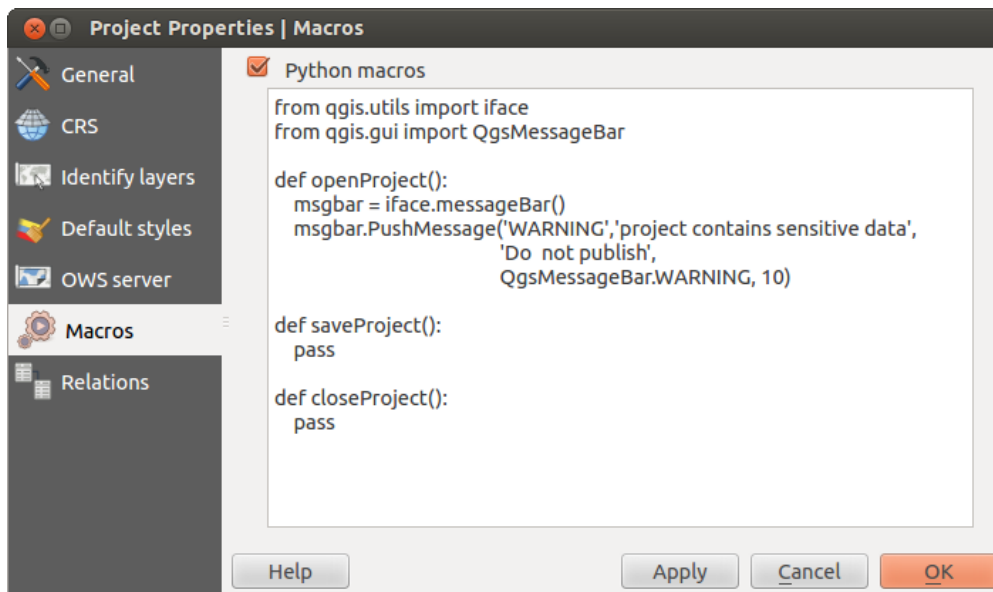 Project Properties | Macros
General
CRS
Identify layers
Default styles
OWS server
Macros
Relations
Python macros
from qgis.utils import iface
from qgis.gui import QgsMessageBar
def openProject():
msgbar = iface.messageBar()
msgbar.PushMessage('WARNING','project contains sensitive data',
'Do  not publish',
QgsMessageBar.WARNING, 10)
def saveProject():
pass
def closeProject():
pass
Help
Apply
Cancel
OK